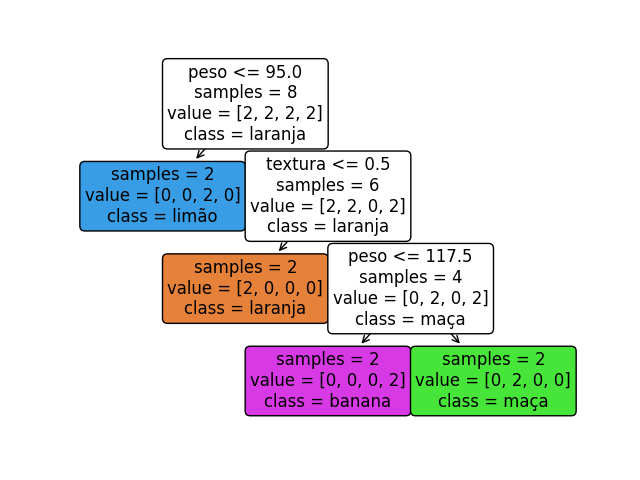 peso <= 95.0
samples = 8
value = [2, 2, 2, 2]
class = laranja
samples = 2
value = [0, 0, 2, 0]
class = limão
textura <= 0.5
samples = 6
value = [2, 2, 0, 2]
class = laranja
samples = 2
value = [2, 0, 0, 0]
class = laranja
peso <= 117.5
samples = 4
value = [0, 2, 0, 2]
class = maça
samples = 2
value = [0, 0, 0, 2]
class = banana
samples = 2
value = [0, 2, 0, 0]
class = maça